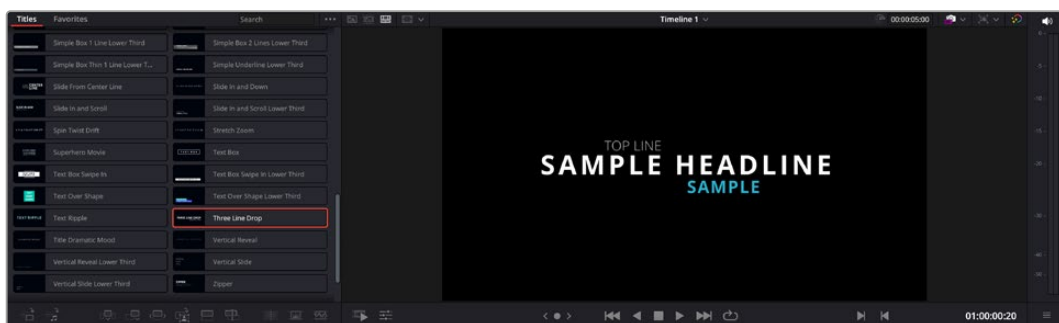 Titles Favorites Search Timeline 1 00:00:05:00
Simple Box 1 Line Lower Third Simple Box 2 Lines Lower Third
Simple Box Thin 1 Line Lower T... Simple Underline Lower Third
Slide From Center Line Slide In and Down
Slide In and Scroll Slide In and Scroll Lower Third
Spin Twist Drift Stretch Zoom
Superhero Movie Text Box
Text Box Swipe In Text Box Swipe In Lower Third
Text Over Shape Text Over Shape Lower Third
Text Ripple Three Line Drop
Title Dramatic Mood Vertical Reveal
Vertical Reveal Lower Third Vertical Slide
Vertical Slide Lower Third Zipper
TOP LINE
SAMPLE HEADLINE
SAMPLE
01:00:00:20